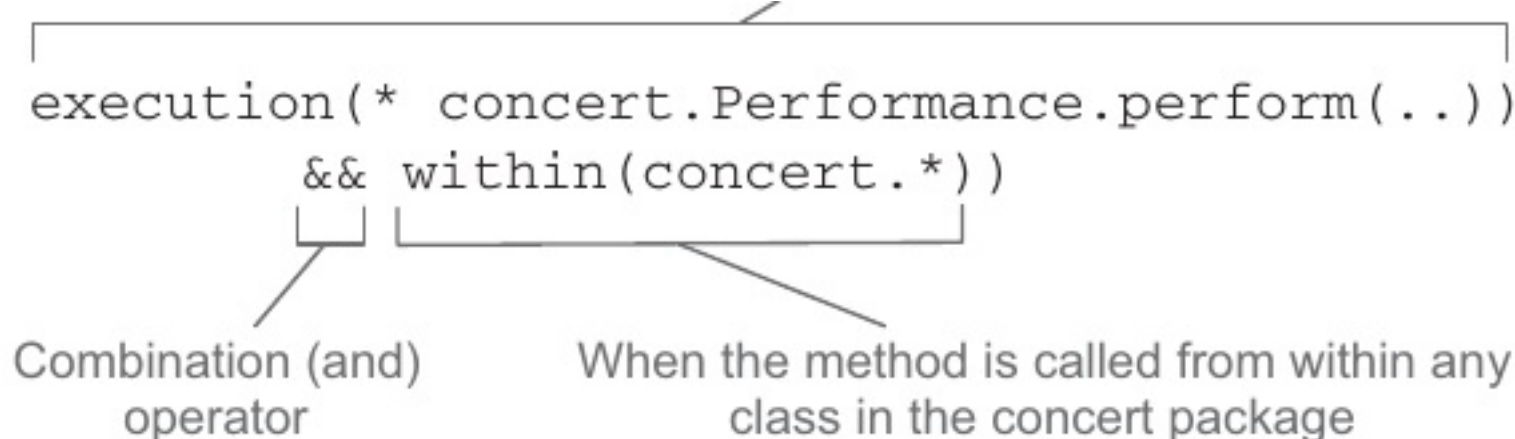 execution(* concert.Performance.perform(..))
&& within(concert.*))
Combination (and)
operator
When the method is called from within any
class in the concert package